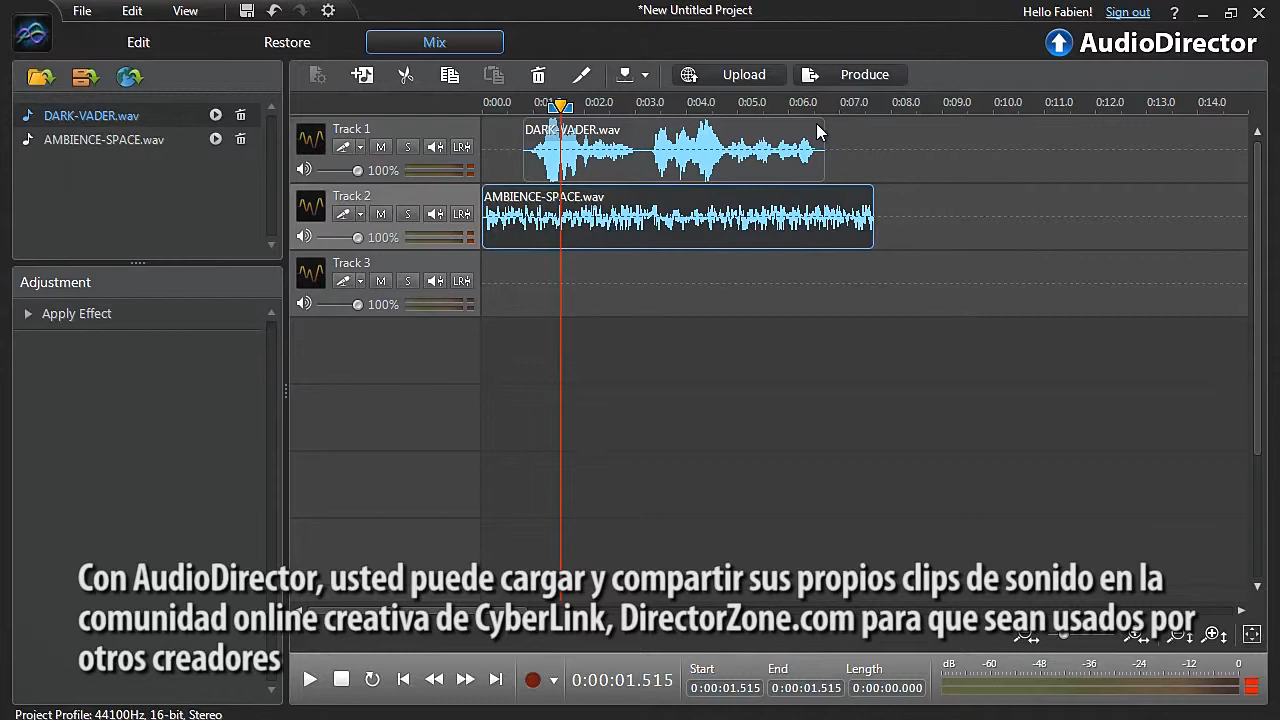 File Edit View
*New Untitled Project
Hello Fabien! Sign out ?
Edit Restore Mix
AudioDirector
Upload Produce
DARK-VADER.wav
AMBIENCE-SPACE.wav
0:00.0 0:01 0:02.0 0:03.0 0:04.0 0:05.0 0:06.0 0:07.0 0:08.0 0:09.0 0:10.0 0:11.0 0:12.0 0:13.0 0:14.0
Track 1
DARK-VADER.wav
M S LR
100%
Track 2
AMBIENCE-SPACE.wav
M S LR
100%
Track 3
M S LR
100%
Adjustment
Apply Effect
Con AudioDirector, usted puede cargar y compartir sus propios clips de sonido en la
comunidad online creativa de CyberLink, DirectorZone.com para que sean usados por
otros creadores
0:00:01.515
Start End Length
0:00:01.515 0:00:01.515 0:00:00.000
dB -60 -48 -36 -24 -12 0
Project Profile: 44100Hz, 16-bit, Stereo